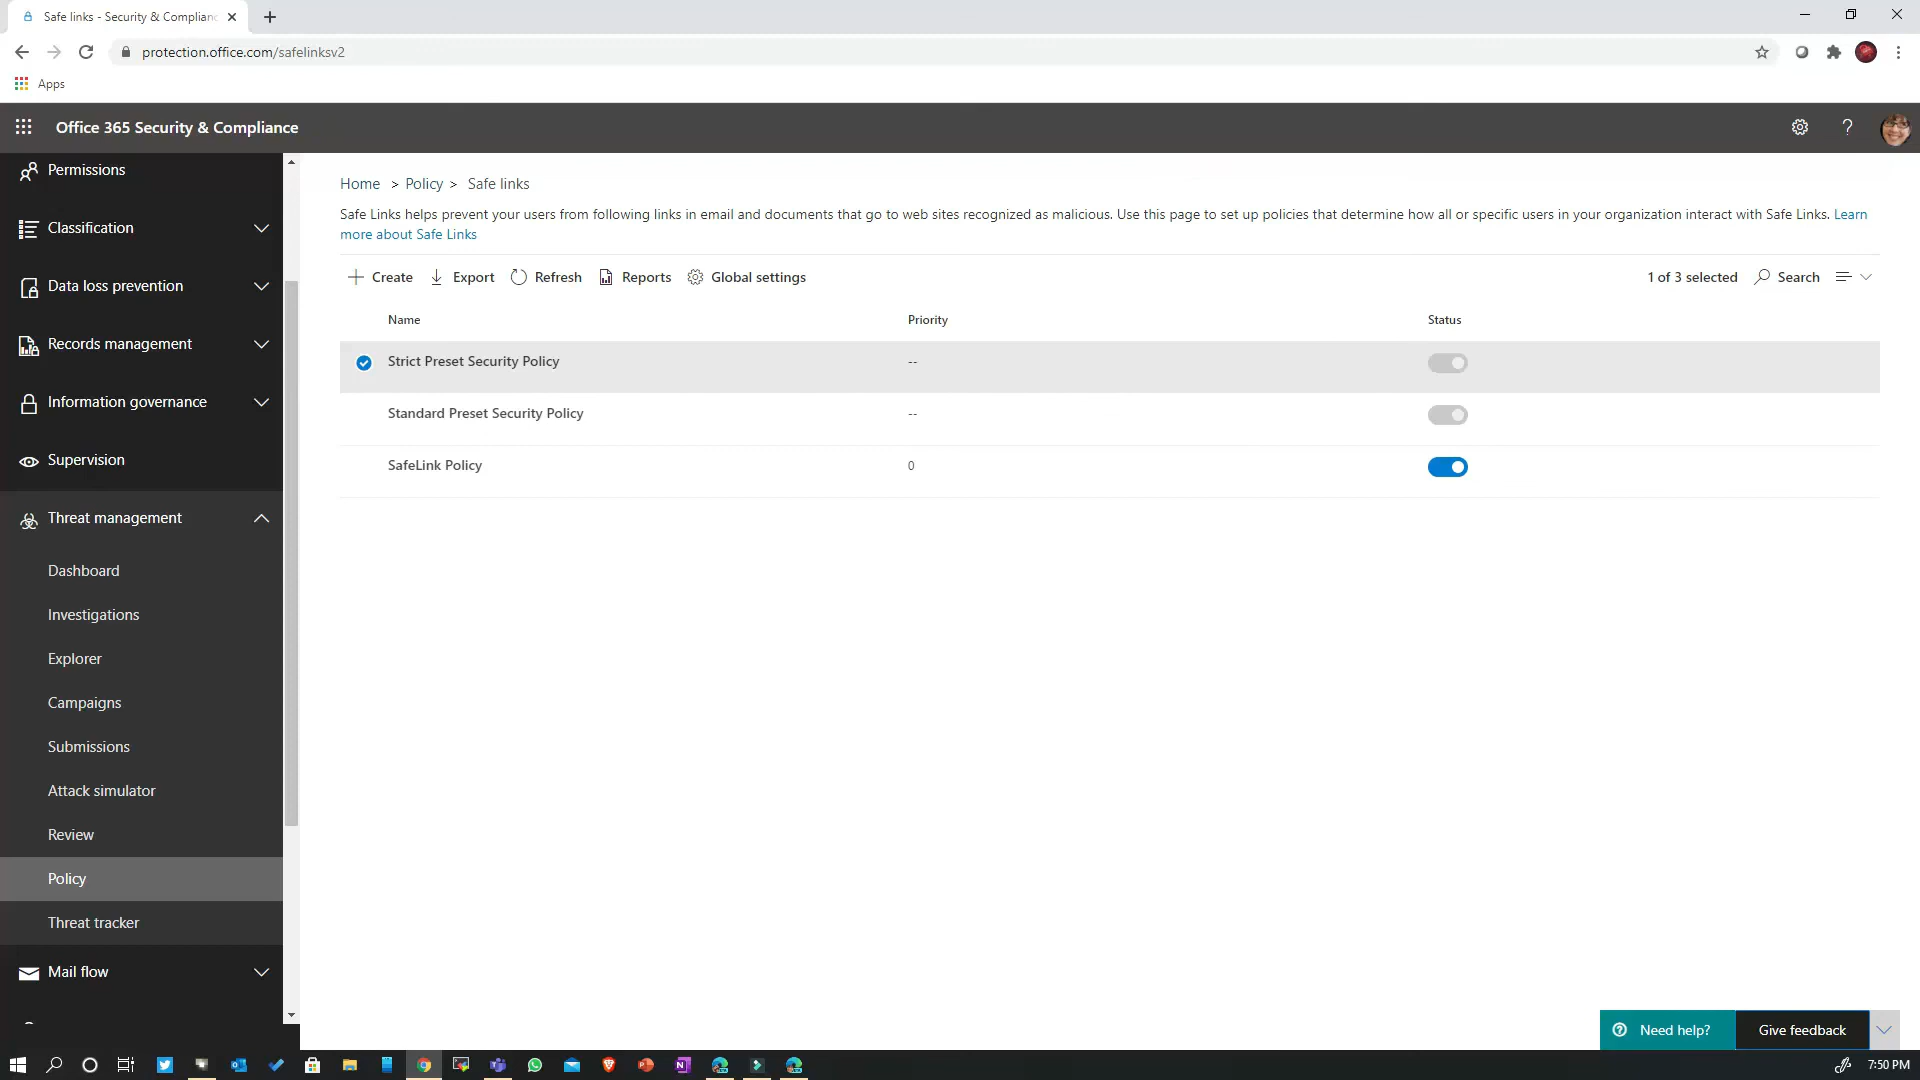 Safe links - Security & Complianc
protection.office.com/safelinksv2
Apps
Office 365 Security & Compliance
Permissions
Classification
Data loss prevention
Records management
Information governance
Supervision
Threat management
Dashboard
Investigations
Explorer
Campaigns
Submissions
Attack simulator
Review
Policy
Threat tracker
Mail flow
Home > Policy > Safe links
Safe Links helps prevent your users from following links in email and documents that go to web sites recognized as malicious. Use this page to set up policies that determine how all or specific users in your organization interact with Safe Links. Learn
more about Safe Links
Create Export Refresh Reports Global settings 1 of 3 selected Search
Name Priority Status
Strict Preset Security Policy --
Standard Preset Security Policy --
SafeLink Policy 0
Need help? Give feedback
7:50 PM